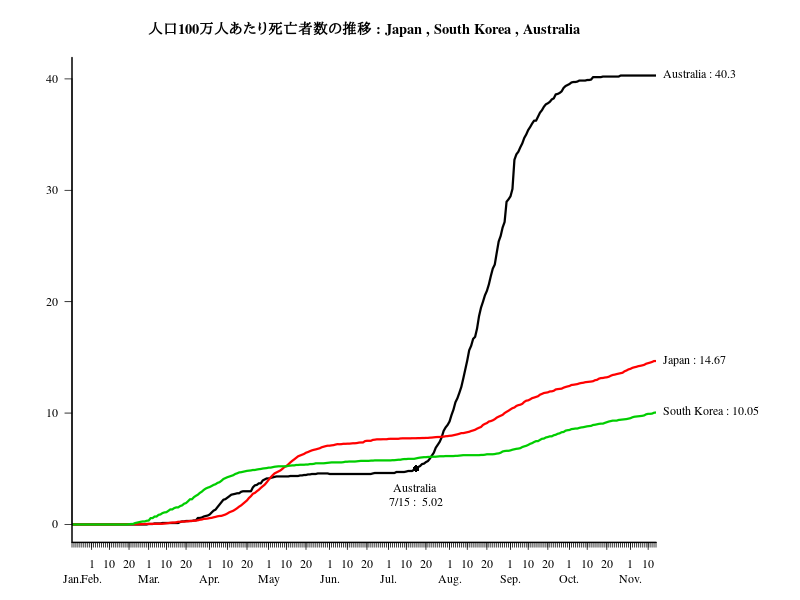 人口100万人あたり死亡者数の推移 : Japan , South Korea , Australia
40
30
20
10
0
Australia : 40.3
Japan : 14.67
South Korea : 10.05
Australia
7/15 : 5.02
1 10 20 1 10 20 1 10 20 1 10 20 1 10 20 1 10 20 1 10 20 1 10 20 1 10 20 1 10
Jan. Feb. Mar. Apr. May Jun. Jul. Aug. Sep. Oct. Nov.